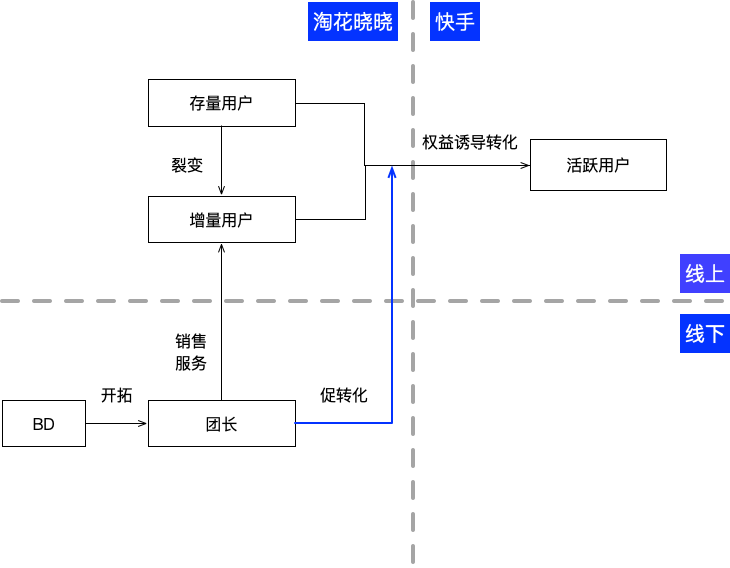 淘花晓晓
快手
存量用户
权益诱导转化
裂变
活跃用户
增量用户
线上
线下
销售
服务
开拓
促转化
BD
团长